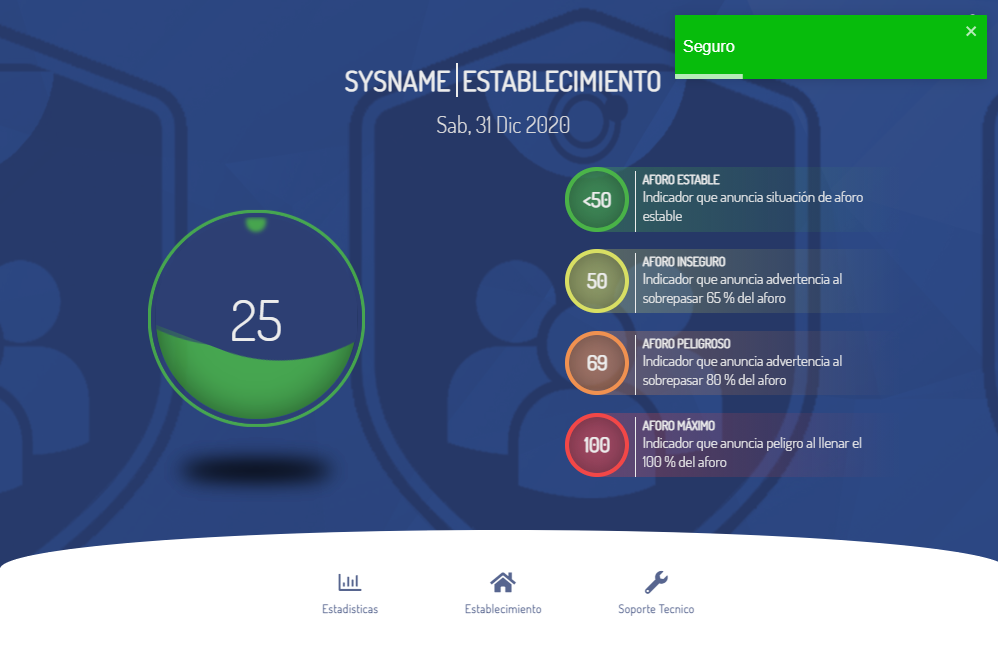 Seguro
SYSNAME|ESTABLECIMIENTO
Sab, 31 Dic 2020
25
<50
AFORO ESTABLE
Indicador que anuncia situación de aforo
estable
50
AFORO INSEGURO
Indicador que anuncia advertencia al
sobrepasar 65 % del aforo
69
AFORO PELIGROSO
Indicador que anuncia advertencia al
sobrepasar 80 % del aforo
100
AFORO MÁXIMO
Indicador que anuncia peligro al llenar el
100 % del aforo
Estadisticas
Establecimiento
Soporte Tecnico